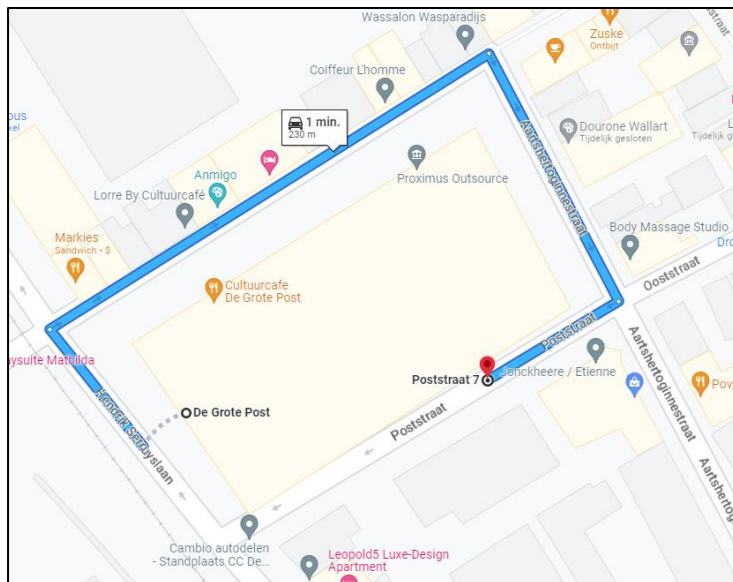 Wassalon Wasparadijs
Zuske
Ontbijt
Coiffeur L'homme
1 min.
230 m
Aartshertoginnestraat
Dourone Wallart
Tijdelijk gesloten
Tijdelijk
Anmigo
Proximus Outsource
Lorre By Cultuurcafé
Markies
Sandwich - $
Body Massage Studio
Cultuurcafe
De Grote Post
Ooststraat
Poststraat
Mathilda
Poststraat 7
Jonckheere / Etienne
Aartshertoginnestraat
Hendrik Serruyslaan
De Grote Post
Poststraat
Cambio autodelen
- Standplaats CC De...
Leopold5 Luxe-Design
Apartment